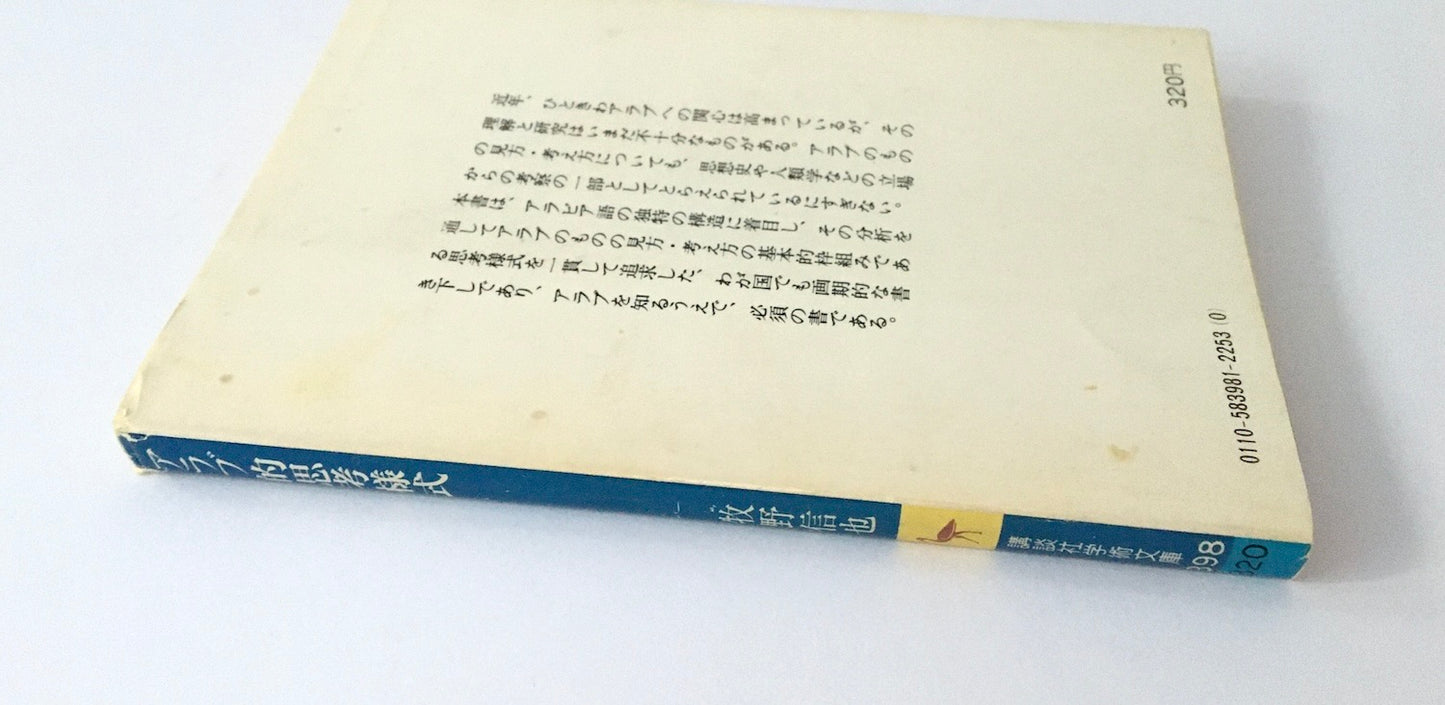 近年、ひときわアラブへの関心は高まっているが、その
理解と研究はいまだ不十分なものがある。アラブのもの
の見方・考え方についても、思想史や人類学などの立場
からの考察の一部としてとらえられているにすぎない。
本書は、アラビア語の独特の構造に着目し、その分析を
通してアラブのものの見方・考え方の基本的枠組みであ
る思考様式を一貫して追求した、わが国でも画期的な書
き下しであり、アラブを知るうえで、必須の書である。
320円
0110-583981-2253 (0)
アラブ的思考様式
牧野信也
講談社学術文庫
398
320